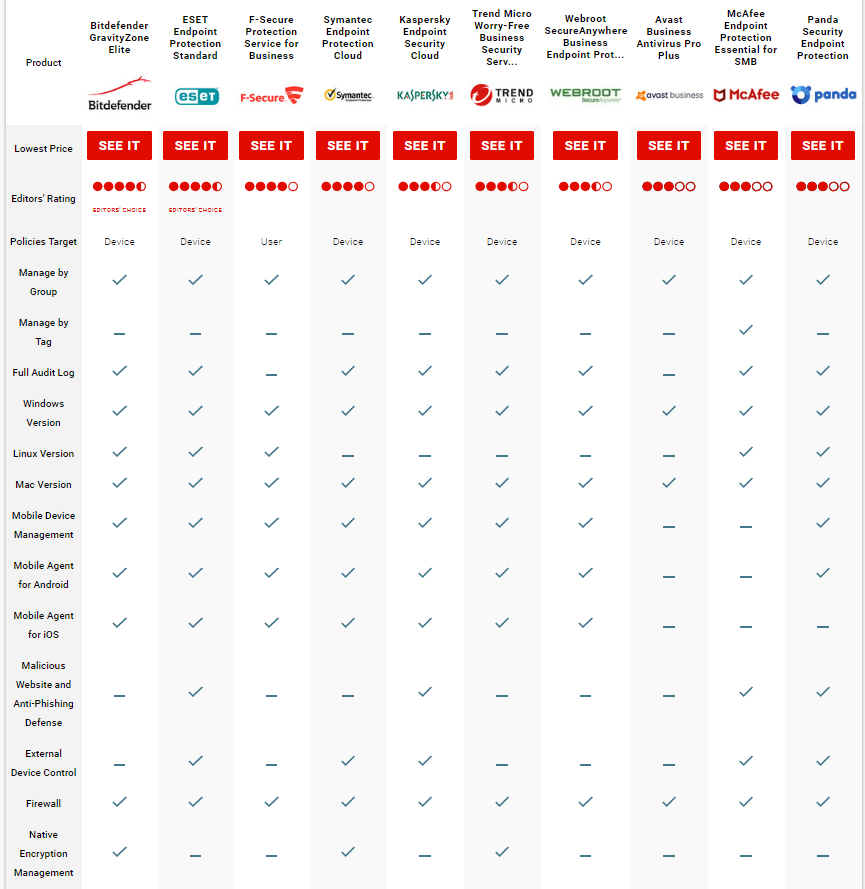 Product
Bitdefender
GravityZone
Elite
ESET
Endpoint
Protection
Standard
F-Secure
Protection
Service for
Business
Symantec
Endpoint
Protection
Cloud
Kaspersky
Endpoint
Security
Cloud
Trend Micro
Worry-Free
Business
Security
Serv...
Webroot
SecureAnywhere
Business
Endpoint Prot...
Avast
Business
Antivirus Pro
Plus
McAfee
Endpoint
Protection
Essential for
SMB
Panda
Security
Endpoint
Protection
Bitdefender
eset
F-Secure
Symantec
KASPERSKY
TREND
MICRO
WEBROOT
SecureAnywhere
avast business
McAfee
panda
Lowest Price SEE IT SEE IT SEE IT SEE IT SEE IT SEE IT SEE IT SEE IT SEE IT SEE IT
Editors' Rating
EDITORS' CHOICE EDITORS' CHOICE
Policies Target Device Device User Device Device Device Device Device Device Device
Manage by
Group
Manage by
Tag
Full Audit Log
Windows
Version
Linux Version
Mac Version
Mobile Device
Management
Mobile Agent
for Android
Mobile Agent
for iOS
Malicious
Website and
Anti-Phishing
Defense
External
Device Control
Firewall
Native
Encryption
Management